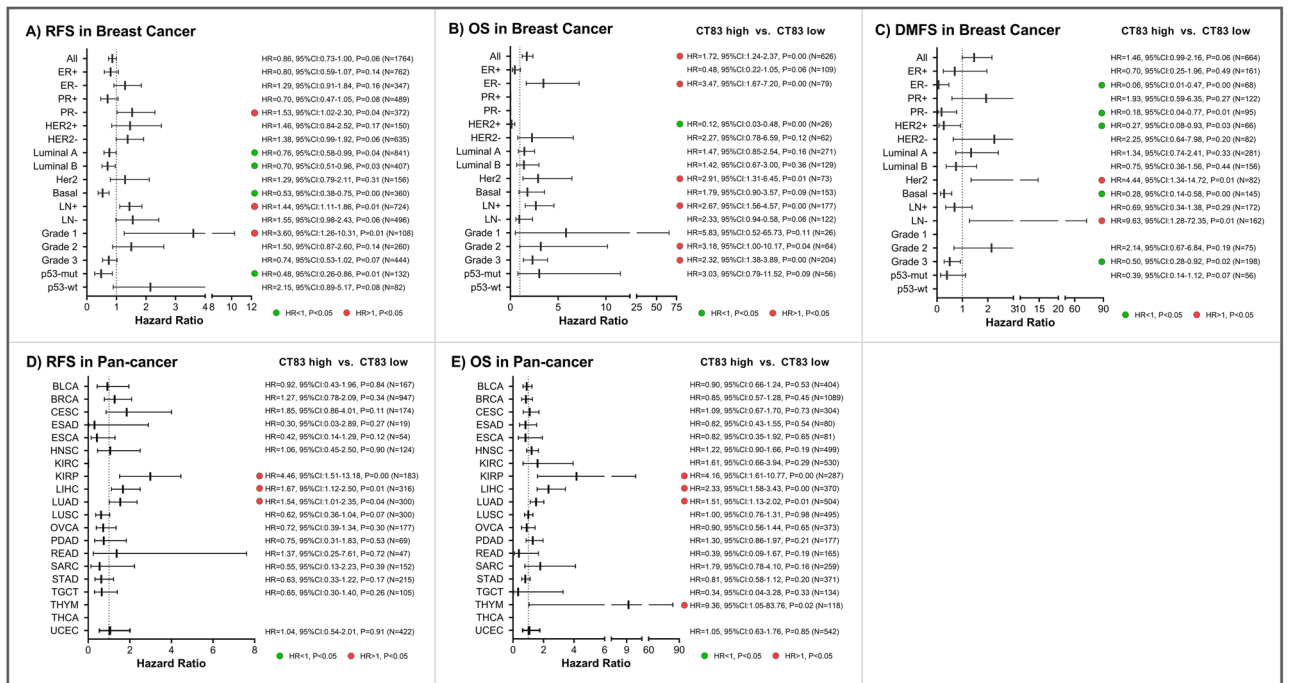 A) RFS in Breast Cancer
All HR=0.86, 95%CI:0.73-1.00, P=0.06 (N=1764)
ER+ HR=0.80, 95%CI:0.59-1.07, P=0.14 (N=762)
ER- HR=1.29, 95%CI:0.91-1.84, P=0.16 (N=347)
PR+ HR=0.70, 95%CI:0.47-1.05, P=0.08 (N=489)
PR- HR=1.53, 95%CI:1.02-2.30, P=0.04 (N=372)
HER2+ HR=1.46, 95%CI:0.84-2.52, P=0.17 (N=150)
HER2- HR=1.38, 95%CI:0.99-1.92, P=0.06 (N=635)
Luminal A HR=0.76, 95%CI:0.58-0.99, P=0.04 (N=841)
Luminal B HR=0.70, 95%CI:0.51-0.96, P=0.03 (N=407)
Her2 HR=1.29, 95%CI:0.79-2.11, P=0.31 (N=156)
Basal HR=0.53, 95%CI:0.38-0.75, P=0.00 (N=360)
LN+ HR=1.44, 95%CI:1.11-1.86, P=0.01 (N=724)
LN- HR=1.55, 95%CI:0.98-2.43, P=0.06 (N=496)
Grade 1 HR=3.60, 95%CI:1.26-10.31, P=0.01 (N=108)
Grade 2 HR=1.50, 95%CI:0.87-2.60, P=0.14 (N=260)
Grade 3 HR=0.74, 95%CI:0.53-1.02, P=0.07 (N=444)
p53-mut HR=0.48, 95%CI:0.26-0.86, P=0.01 (N=132)
p53-wt HR=2.15, 95%CI:0.89-5.17, P=0.08 (N=82)
0 1 2 3 4 8 10 12
Hazard Ratio
HR<1, P<0.05 HR>1, P<0.05
B) OS in Breast Cancer CT83 high vs. CT83 low
All HR=1.72, 95%CI:1.24-2.37, P=0.00 (N=626)
ER+ HR=0.48, 95%CI:0.22-1.05, P=0.06 (N=109)
ER- HR=3.47, 95%CI:1.67-7.20, P=0.00 (N=79)
PR+
PR-
HER2+ HR=0.12, 95%CI:0.03-0.48, P=0.00 (N=26)
HER2- HR=2.27, 95%CI:0.78-6.59, P=0.12 (N=62)
Luminal A HR=1.47, 95%CI:0.85-2.54, P=0.16 (N=271)
Luminal B HR=1.42, 95%CI:0.67-3.00, P=0.36 (N=129)
Her2 HR=2.91, 95%CI:1.31-6.45, P=0.01 (N=73)
Basal HR=1.79, 95%CI:0.90-3.57, P=0.09 (N=153)
LN+ HR=2.67, 95%CI:1.56-4.57, P=0.00 (N=177)
LN- HR=2.33, 95%CI:0.94-0.58, P=0.06 (N=122)
Grade 1 HR=5.83, 95%CI:0.52-65.73, P=0.11 (N=26)
Grade 2 HR=3.18, 95%CI:1.00-10.17, P=0.04 (N=64)
Grade 3 HR=2.32, 95%CI:1.38-3.89, P=0.00 (N=204)
p53-mut HR=3.03, 95%CI:0.79-11.52, P=0.09 (N=56)
p53-wt
0 5 10 25 50 75
Hazard Ratio
HR<1, P<0.05 HR>1, P<0.05
C) DMFS in Breast Cancer CT83 high vs. CT83 low
All HR=1.46, 95%CI:0.99-2.16, P=0.06 (N=664)
ER+ HR=0.70, 95%CI:0.25-1.96, P=0.49 (N=161)
ER- HR=0.06, 95%CI:0.01-0.47, P=0.00 (N=68)
PR+ HR=1.93, 95%CI:0.59-6.35, P=0.27 (N=122)
PR- HR=0.18, 95%CI:0.04-0.77, P=0.01 (N=95)
HER2+ HR=0.27, 95%CI:0.08-0.93, P=0.03 (N=66)
HER2- HR=2.25, 95%CI:0.64-7.98, P=0.20 (N=82)
Luminal A HR=1.34, 95%CI:0.74-2.41, P=0.33 (N=281)
Luminal B HR=0.75, 95%CI:0.36-1.56, P=0.44 (N=156)
Her2 HR=4.44, 95%CI:1.34-14.72, P=0.01 (N=82)
Basal HR=0.28, 95%CI:0.14-0.58, P=0.00 (N=145)
LN+ HR=0.69, 95%CI:0.34-1.38, P=0.29 (N=172)
LN- HR=9.63, 95%CI:1.28-72.35, P=0.01 (N=162)
Grade 1
Grade 2 HR=2.14, 95%CI:0.67-6.84, P=0.19 (N=75)
Grade 3 HR=0.50, 95%CI:0.28-0.92, P=0.02 (N=198)
p53-mut HR=0.39, 95%CI:0.14-1.12, P=0.07 (N=56)
p53-wt
0 1 2 3 10 15 20 60 90
Hazard Ratio
HR<1, P<0.05 HR>1, P<0.05
D) RFS in Pan-cancer CT83 high vs. CT83 low
BLCA HR=0.92, 95%CI:0.43-1.96, P=0.84 (N=167)
BRCA HR=1.27, 95%CI:0.78-2.09, P=0.34 (N=947)
CESC HR=1.85, 95%CI:0.86-4.01, P=0.11 (N=174)
ESAD HR=0.30, 95%CI:0.03-2.89, P=0.27 (N=19)
ESCA HR=0.42, 95%CI:0.14-1.29, P=0.12 (N=54)
HNSC HR=1.06, 95%CI:0.45-2.50, P=0.90 (N=124)
KIRC
KIRP HR=4.46, 95%CI:1.51-13.18, P=0.00 (N=183)
LIHC HR=1.67, 95%CI:1.12-2.50, P=0.01 (N=316)
LUAD HR=1.54, 95%CI:1.01-2.35, P=0.04 (N=300)
LUSC HR=0.62, 95%CI:0.36-1.04, P=0.07 (N=300)
OVCA HR=0.72, 95%CI:0.39-1.34, P=0.30 (N=177)
PDAD HR=0.75, 95%CI:0.31-1.83, P=0.53 (N=69)
READ HR=1.37, 95%CI:0.25-7.61, P=0.72 (N=47)
SARC HR=0.55, 95%CI:0.13-2.23, P=0.39 (N=152)
STAD HR=0.63, 95%CI:0.33-1.22, P=0.17 (N=215)
TGCT HR=0.65, 95%CI:0.30-1.40, P=0.26 (N=105)
THYM
THCA
UCEC HR=1.04, 95%CI:0.54-2.01, P=0.91 (N=422)
0 2 4 6 8
Hazard Ratio
HR<1, P<0.05 HR>1, P<0.05
E) OS in Pan-cancer CT83 high vs. CT83 low
BLCA HR=0.90, 95%CI:0.66-1.24, P=0.53 (N=404)
BRCA HR=0.85, 95%CI:0.57-1.28, P=0.45 (N=1089)
CESC HR=1.09, 95%CI:0.67-1.70, P=0.73 (N=304)
ESAD HR=0.82, 95%CI:0.43-1.55, P=0.54 (N=80)
ESCA HR=0.82, 95%CI:0.35-1.92, P=0.65 (N=81)
HNSC HR=1.22, 95%CI:0.90-1.66, P=0.19 (N=499)
KIRC HR=1.61, 95%CI:0.66-3.94, P=0.29 (N=530)
KIRP HR=4.16, 95%CI:1.61-10.77, P=0.00 (N=287)
LIHC HR=2.33, 95%CI:1.58-3.43, P=0.00 (N=370)
LUAD HR=1.51, 95%CI:1.13-2.02, P=0.01 (N=504)
LUSC HR=1.00, 95%CI:0.76-1.31, P=0.98 (N=495)
OVCA HR=0.90, 95%CI:0.56-1.44, P=0.65 (N=373)
PDAD HR=1.30, 95%CI:0.86-1.97, P=0.21 (N=177)
READ HR=0.39, 95%CI:0.09-1.67, P=0.19 (N=165)
SARC HR=1.79, 95%CI:0.78-4.10, P=0.16 (N=259)
STAD HR=0.81, 95%CI:0.58-1.12, P=0.20 (N=371)
TGCT HR=0.34, 95%CI:0.04-3.28, P=0.33 (N=134)
THYM HR=9.36, 95%CI:1.05-83.76, P=0.02 (N=118)
THCA
UCEC HR=1.05, 95%CI:0.63-1.76, P=0.85 (N=542)
0 2 4 6 6 9 60 90
Hazard Ratio
HR<1, P<0.05 HR>1, P<0.05